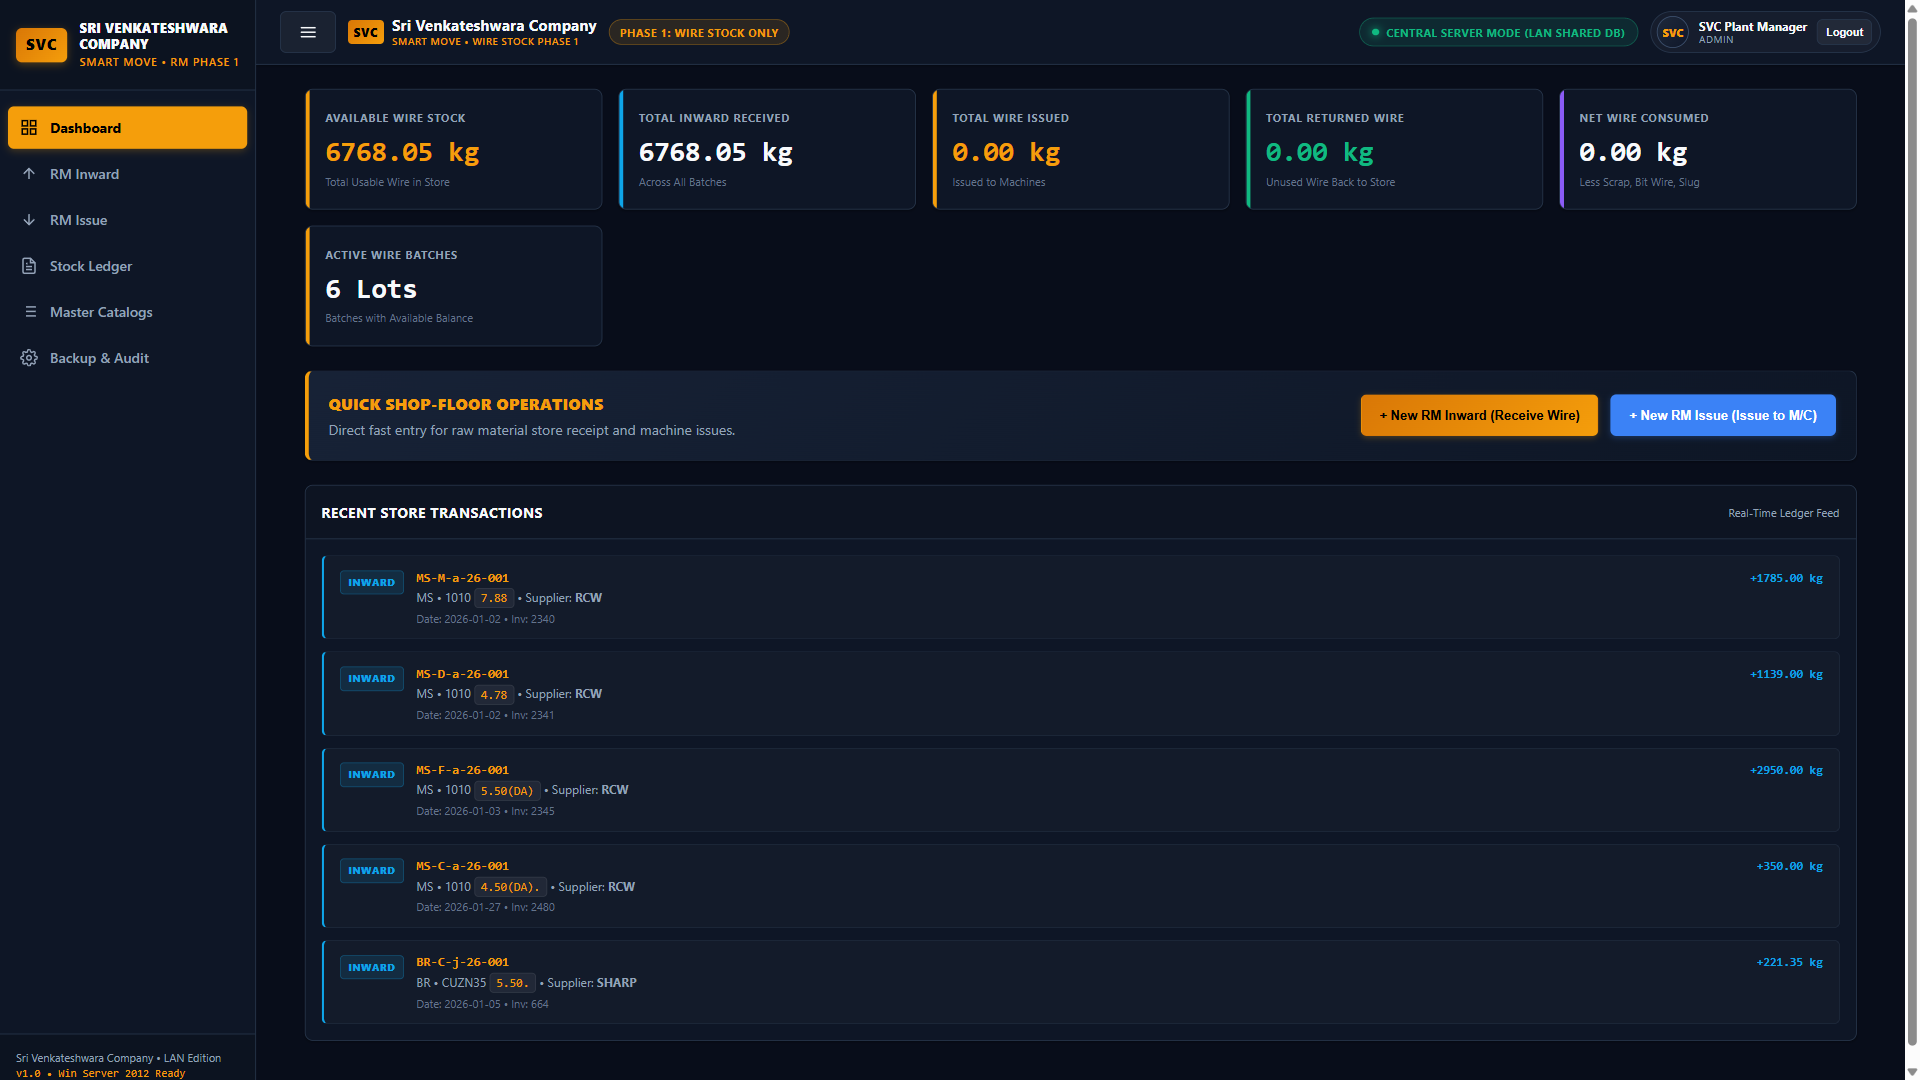 SVC
SRI VENKATESHWARA
COMPANY
SMART MOVE • RM PHASE 1
Dashboard
RM Inward
RM Issue
Stock Ledger
Master Catalogs
Backup & Audit
Sri Venkateshwara Company • LAN Edition
v1.0 • Win Server 2012 Ready
SVC
Sri Venkateshwara Company
SMART MOVE • WIRE STOCK PHASE 1
PHASE 1: WIRE STOCK ONLY
CENTRAL SERVER MODE (LAN SHARED DB)
SVC
SVC Plant Manager
ADMIN
Logout
AVAILABLE WIRE STOCK
6768.05 kg
Total Usable Wire in Store
TOTAL INWARD RECEIVED
6768.05 kg
Across All Batches
TOTAL WIRE ISSUED
0.00 kg
Issued to Machines
TOTAL RETURNED WIRE
0.00 kg
Unused Wire Back to Store
NET WIRE CONSUMED
0.00 kg
Less Scrap, Bit Wire, Slug
ACTIVE WIRE BATCHES
6 Lots
Batches with Available Balance
QUICK SHOP-FLOOR OPERATIONS
Direct fast entry for raw material store receipt and machine issues.
+ New RM Inward (Receive Wire)
+ New RM Issue (Issue to M/C)
RECENT STORE TRANSACTIONS
Real-Time Ledger Feed
INWARD
MS-M-a-26-001
MS • 1010 7.88 • Supplier: RCW
Date: 2026-01-02 • Inv: 2340
+1785.00 kg
INWARD
MS-D-a-26-001
MS • 1010 4.78 • Supplier: RCW
Date: 2026-01-02 • Inv: 2341
+1139.00 kg
INWARD
MS-F-a-26-001
MS • 1010 5.50(DA) • Supplier: RCW
Date: 2026-01-03 • Inv: 2345
+2950.00 kg
INWARD
MS-C-a-26-001
MS • 1010 4.50(DA). • Supplier: RCW
Date: 2026-01-27 • Inv: 2480
+350.00 kg
INWARD
BR-C-j-26-001
BR • CUZN35 5.50. • Supplier: SHARP
Date: 2026-01-05 • Inv: 664
+221.35 kg